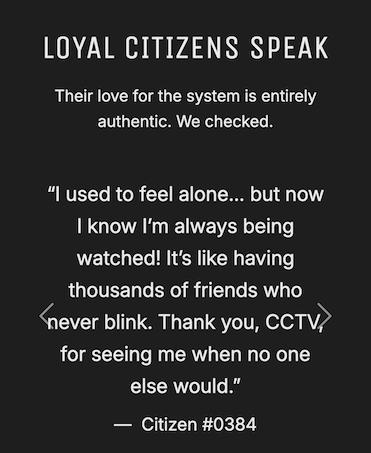 LOYAL CITIZENS SPEAK
Their love for the system is entirely
authentic. We checked.
“I used to feel alone... but now
I know I’m always being
watched! It’s like having
thousands of friends who
never blink. Thank you, CCTV,
for seeing me when no one
else would.”
— Citizen #0384